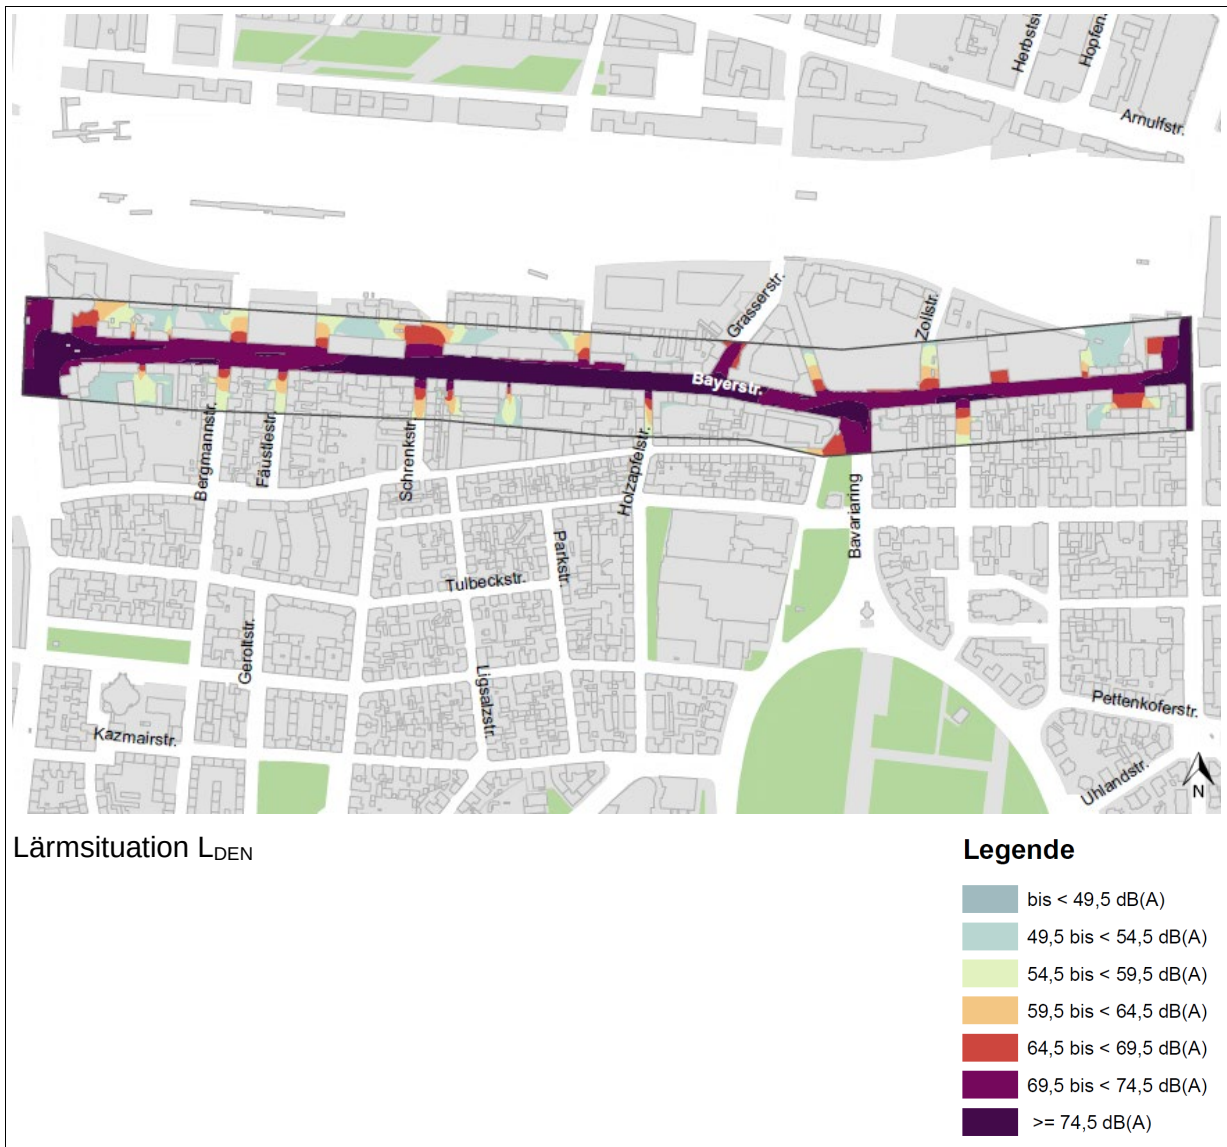 Herbststr.
Hopfen.
Arnulfstr.
Grasserstr.
Zollstr.
Bayerstr.
Bergmannstr.
Fäustlestr.
Schrenkstr.
Holzapfelstr.
Bavariaring
Parkstr.
Tulbeckstr.
Geroltstr.
Ligsalzstr.
Kazmairstr.
Pettenkoferstr.
Uhlandstr.
N
Lärmsituation LDEN
Legende
bis < 49,5 dB(A)
49,5 bis < 54,5 dB(A)
54,5 bis < 59,5 dB(A)
59,5 bis < 64,5 dB(A)
64,5 bis < 69,5 dB(A)
69,5 bis < 74,5 dB(A)
>= 74,5 dB(A)